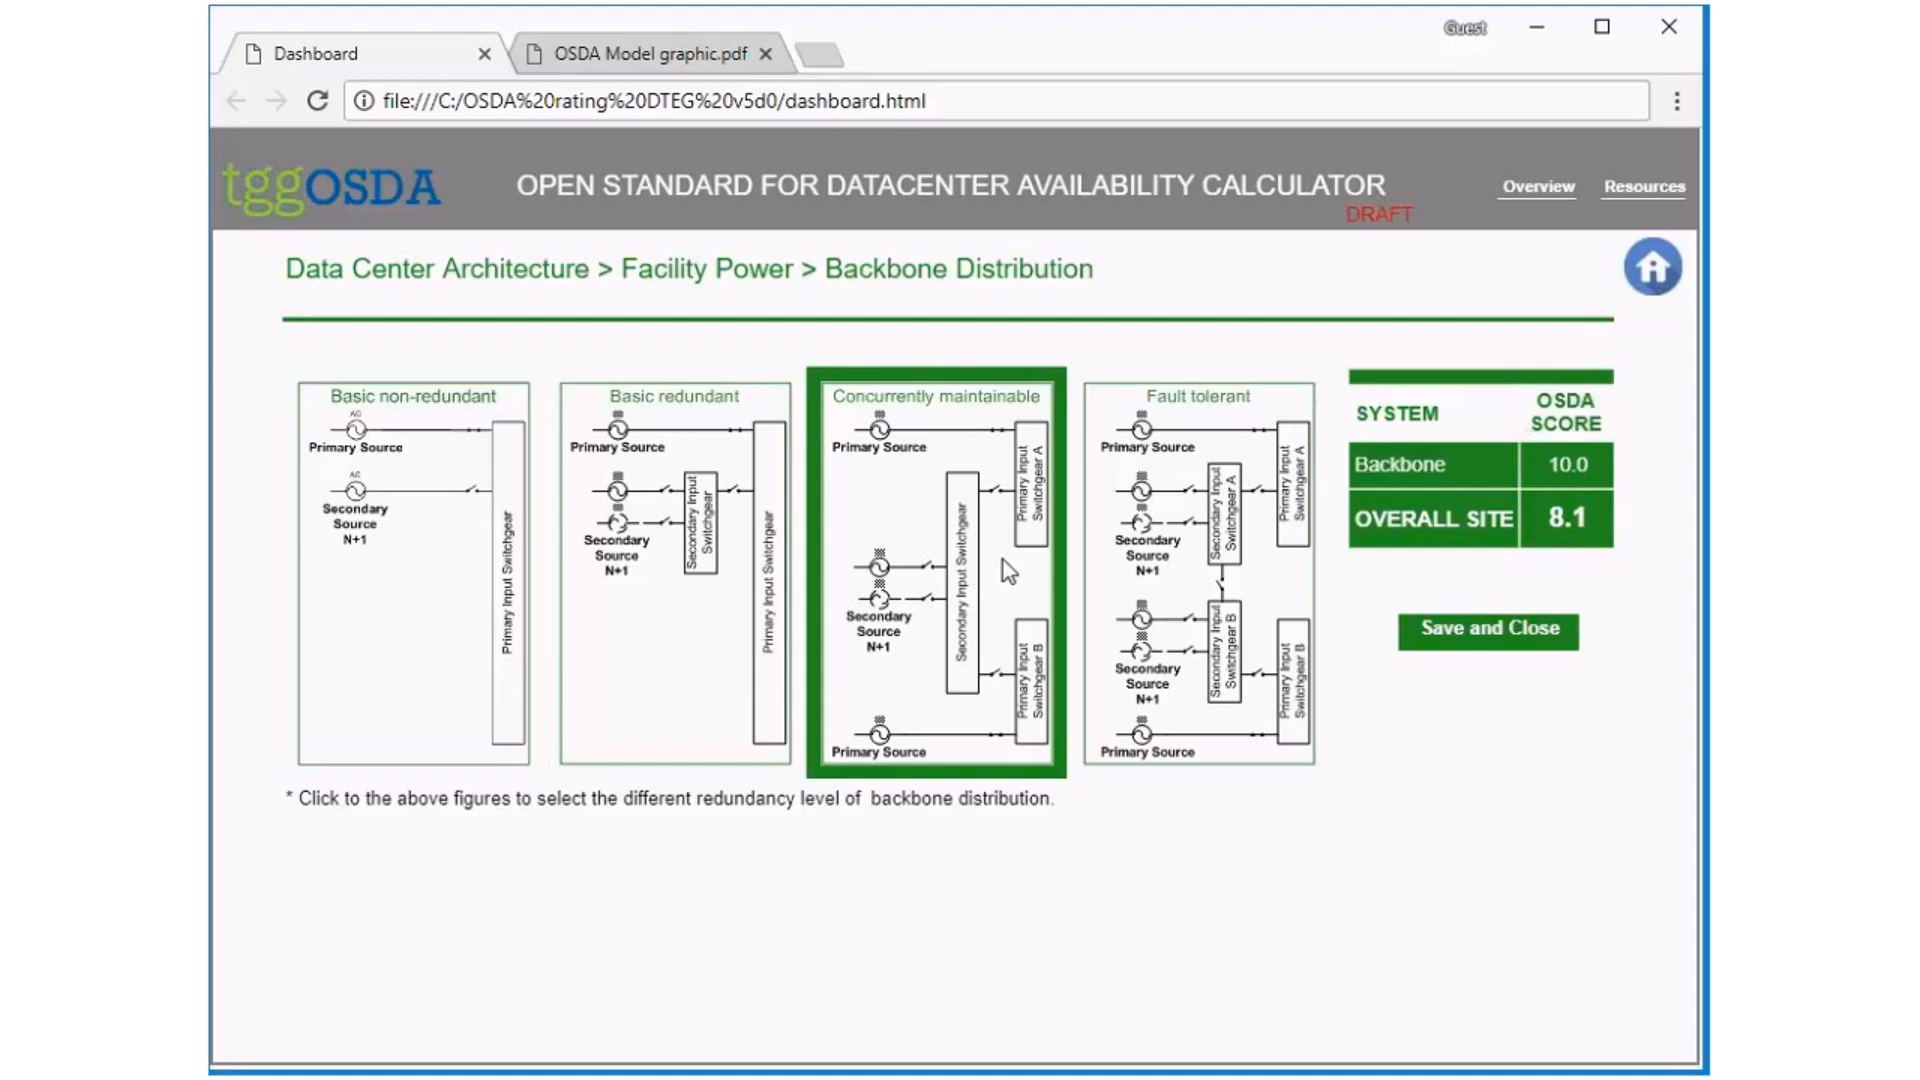 Guest
Dashboard
OSDA Model graphic.pdf
file:///C:/OSDA%20rating%20DTEG%20v5d0/dashboard.html
tggOSDA
OPEN STANDARD FOR DATACENTER AVAILABILITY CALCULATOR
DRAFT
Overview
Resources
Data Center Architecture > Facility Power > Backbone Distribution
Basic non-redundant
AC
Primary Source
AC
Secondary
Source
N+1
Primary Input Switchgear
Basic redundant
Primary Source
Secondary
Source
N+1
Secondary Input
Switchgear
Primary Input Switchgear
Concurrently maintainable
Primary Source
Primary Input
Switchgear A
Secondary
Source
N+1
Secondary Input Switchgear
Primary Input
Switchgear B
Primary Source
Fault tolerant
Primary Source
Primary Input
Switchgear A
Secondary
Source
N+1
Secondary Input
Switchgear A
Secondary
Source
N+1
Secondary Input
Switchgear B
Primary Input
Switchgear B
Primary Source
SYSTEM
OSDA
SCORE
Backbone
10.0
OVERALL SITE
8.1
Save and Close
* Click to the above figures to select the different redundancy level of backbone distribution.